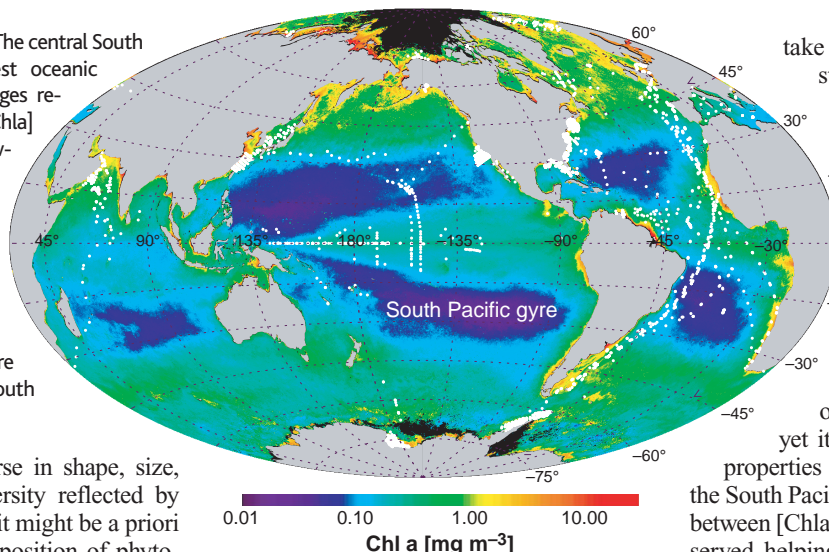 The central South
est oceanic
ges re-
Chla]
y-
re
outh
rse in shape, size,
ersity reflected by
it might be a priori
position of phyto-
60°
45°
30°
45°
90°
135°
180°
−135°
−90°
−45°
−30°
South Pacific gyre
−30°
−45°
−60°
−75°
0.01
0.10
1.00
10.00
Chl a [mg m−3]
take
s
o
yet it
properties
the South Pacifi
between [Chla
served helping